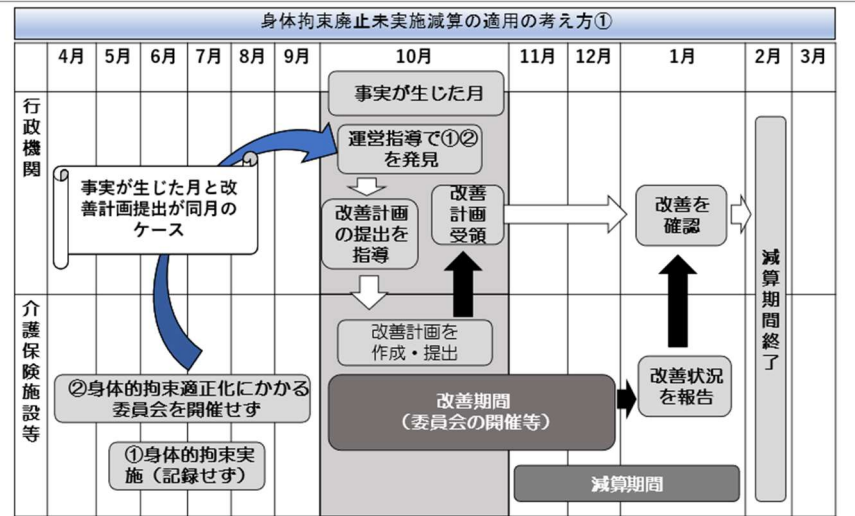 身体拘束廃止未実施減算の適用の考え方①
4月
5月
6月
7月
8月
9月
10月
11月
12月
1月
2月
3月
行政機関
事実が生じた月
運営指導で①②
を発見
事実が生じた月と改
善計画提出が同月の
ケース
改善計画
の提出を
指導
改善
計画
受領
改善を
確認
減算期間終了
介護保険施設等
改善計画を
作成・提出
②身体的拘束適正化にかかる
委員会を開催せず
改善期間
（委員会の開催等）
改善状況
を報告
①身体的拘束実
施（記録せず）
減算期間